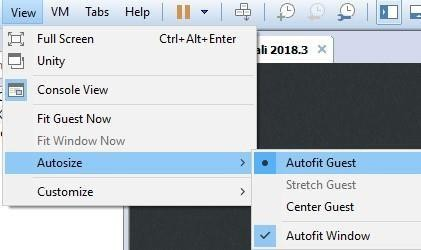 View VM Tabs Help
Full Screen Ctrl+Alt+Enter
ali 2018.3
Unity
Console View
Fit Guest Now
Fit Window Now
Autosize
Autofit Guest
Stretch Guest
Customize
Center Guest
Autofit Window